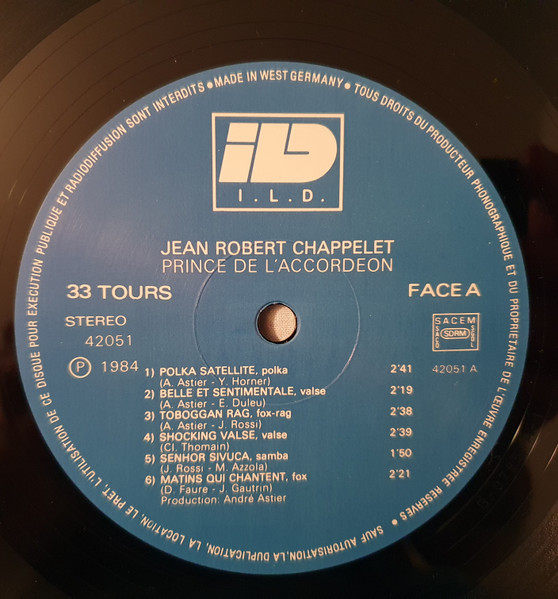 iLD
I. L. D.
JEAN ROBERT CHAPPELET
PRINCE DE L'ACCORDEON
33 TOURS
FACE A
STEREO
42051
SACEM
SDRM
SACD
SGDL
Ⓟ 1984
42051 A
1) POLKA SATELLITE, polka 2'41
(A. Astier - Y. Horner)
2) BELLE ET SENTIMENTALE, valse 2'19
(A. Astier - E. Duleu)
3) TOBOGGAN RAG, fox-rag 2'38
(A. Astier - J. Rossi)
4) SHOCKING VALSE, valse 2'39
(Cl. Thomain)
5) SENHOR SIVUCA, samba 1'50
(J. Rossi - M. Azzola)
6) MATINS QUI CHANTENT, fox 2'21
(D. Faure - J. Gautrin)
Production: André Astier
MADE IN WEST GERMANY • TOUS DROITS DU PRODUCTEUR PHONOGRAPHIQUE ET DU PROPRIETAIRE DE L'ŒUVRE ENREGISTREE RESERVES • SAUF AUTORISATION, LA DUPLICATION, LA LOCATION, LE PRET, L'UTILISATION DE CE DISQUE POUR EXECUTION PUBLIQUE ET RADIODIFFUSION SONT INTERDITS •